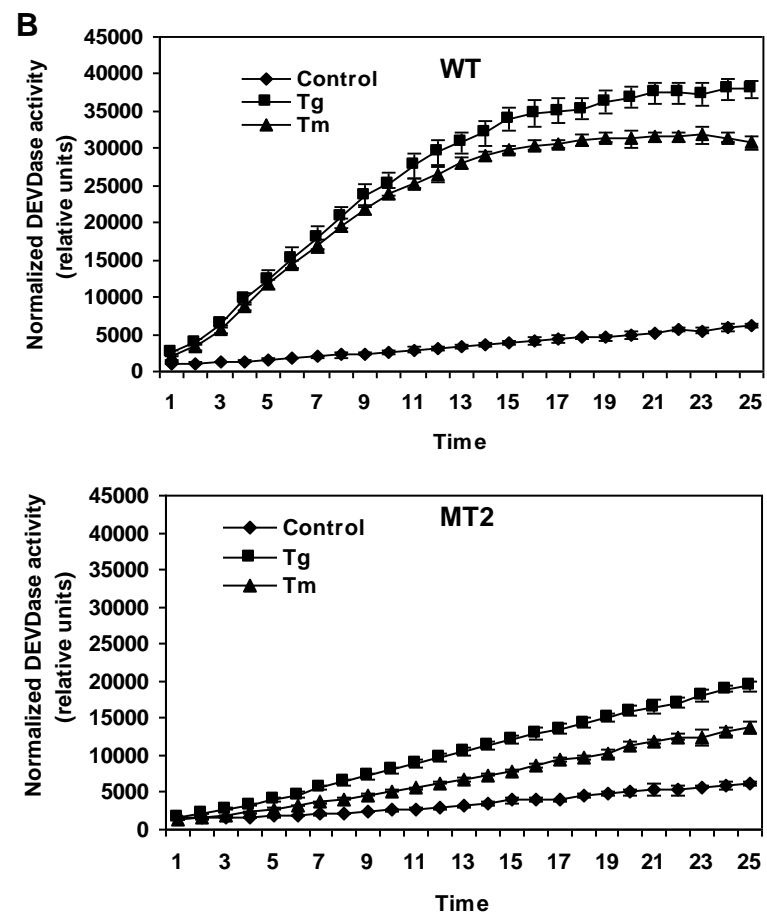 B
WT
Normalized DEVDase activity
(relative units)
45000
40000
35000
30000
25000
20000
15000
10000
5000
0
Control
Tg
Tm
1 3 5 7 9 11 13 15 17 19 21 23 25
Time
MT2
Normalized DEVDase activity
(relative units)
45000
40000
35000
30000
25000
20000
15000
10000
5000
0
Control
Tg
Tm
1 3 5 7 9 11 13 15 17 19 21 23 25
Time